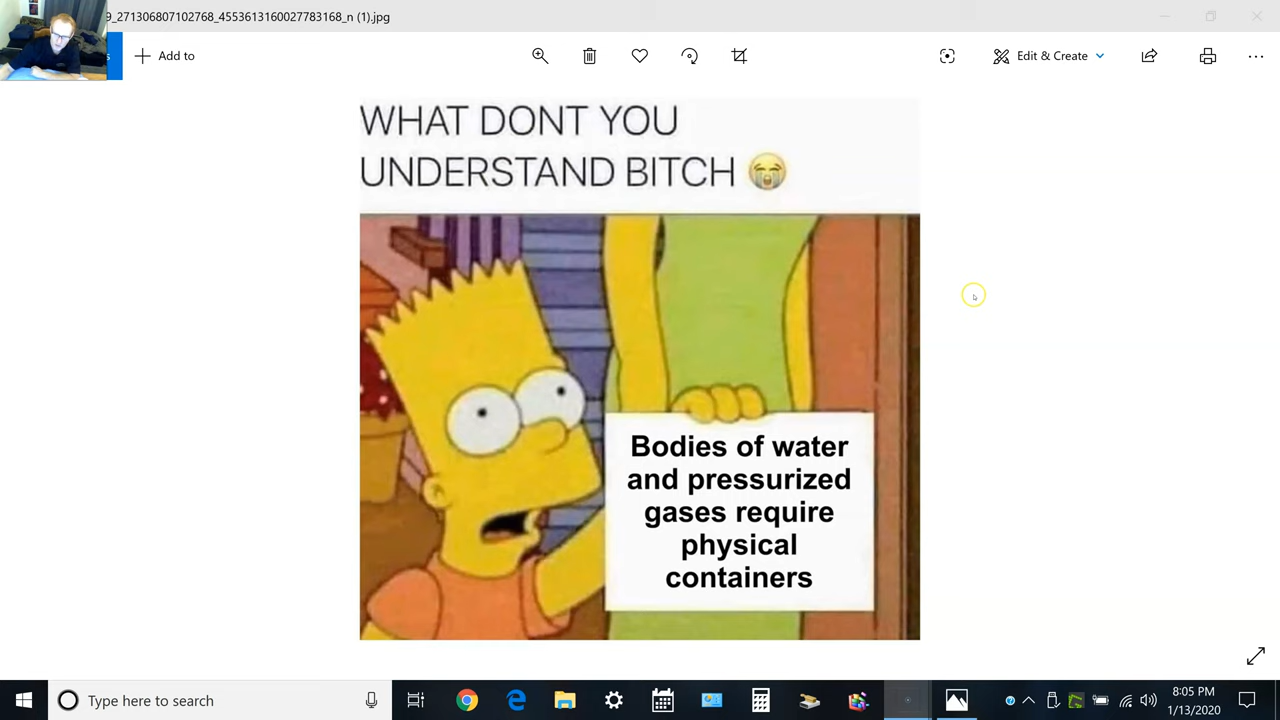 9_271306807102768_4553613160027783168_n (1).jpg
Add to
Edit & Create
WHAT DONT YOU
UNDERSTAND BITCH 😭
Bodies of water
and pressurized
gases require
physical
containers
Type here to search
8:05 PM
1/13/2020